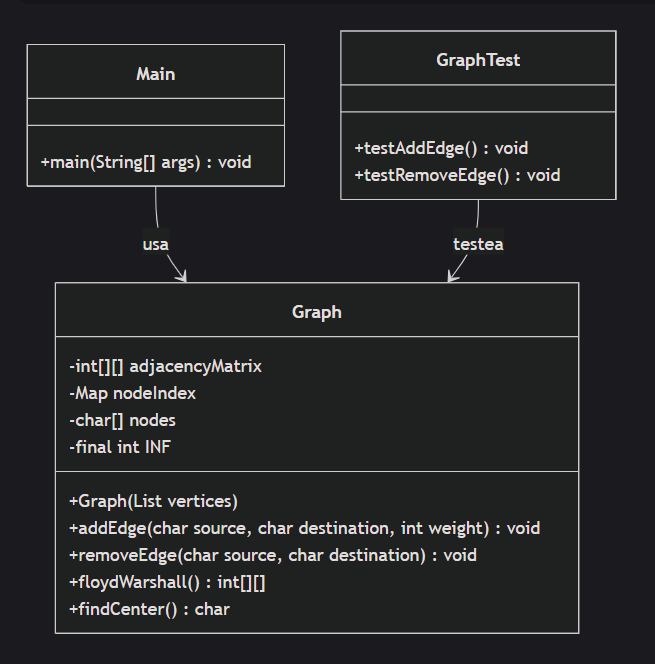 Main
+main(String[] args) : void
GraphTest
+testAddEdge() : void
+testRemoveEdge() : void
usa
testea
Graph
-int[][] adjacencyMatrix
-Map nodeIndex
-char[] nodes
-final int INF
+Graph(List vertices)
+addEdge(char source, char destination, int weight) : void
+removeEdge(char source, char destination) : void
+floydWarshall() : int[][]
+findCenter() : char